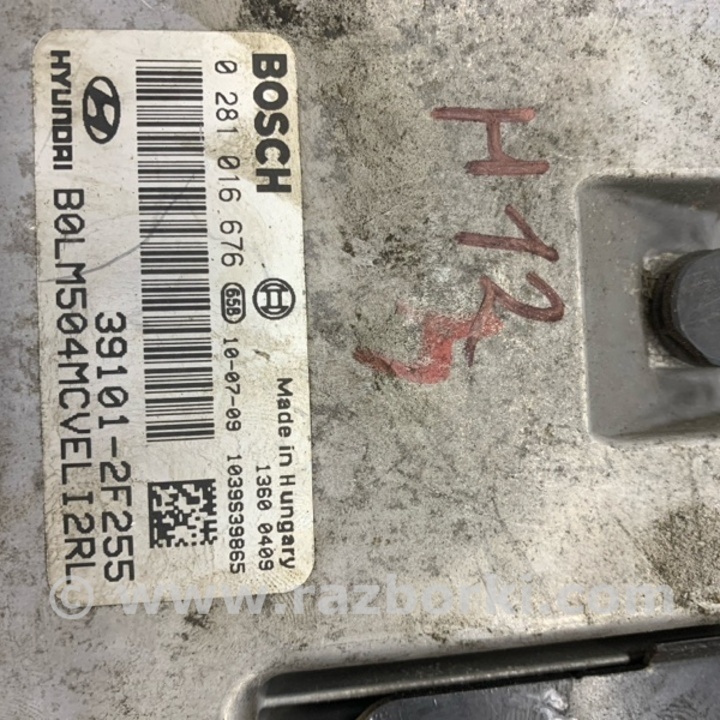 BOSCH
0 281 016 676
658
10-07-09 1039S39865
Made in Hungary
1360 0409
HYUNDAI
39101-2F255
B0LM504MCVELI2RL
H12
© www.razborki.com